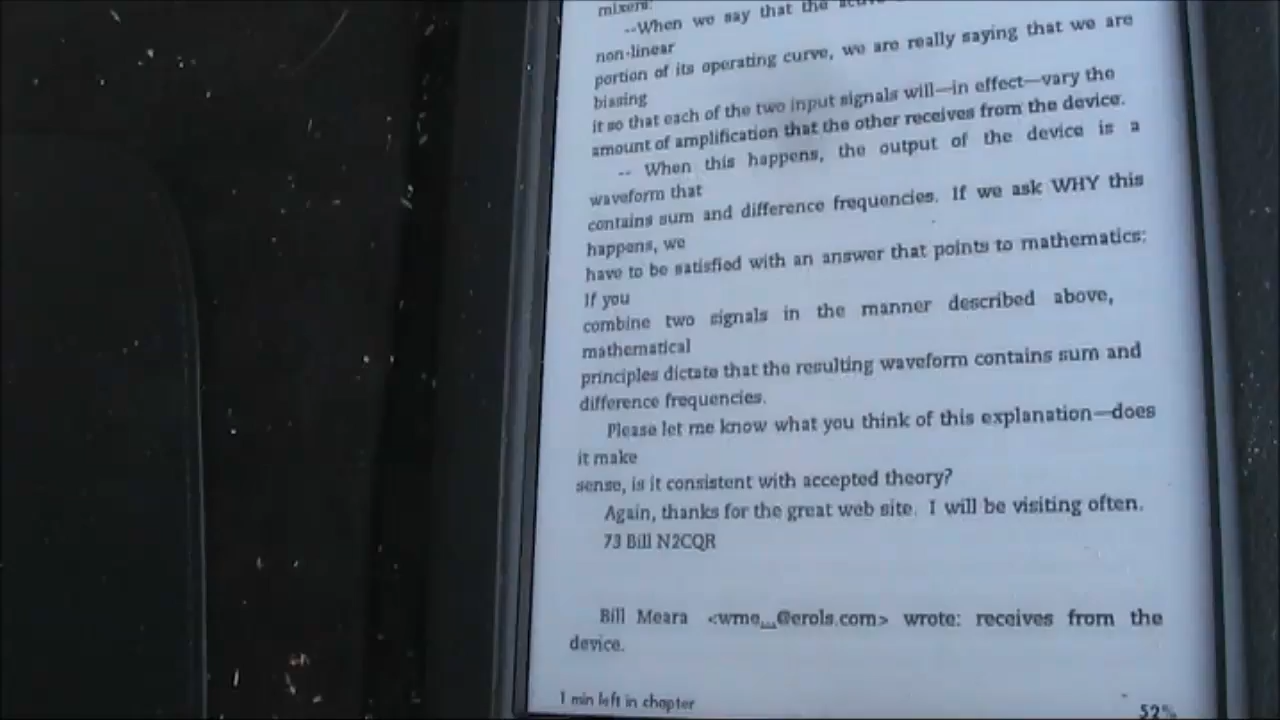 mixers:
--When we say that the
non-linear
portion of its operating curve, we are really saying that we are
biasing
it so that each of the two input signals will—in effect—vary the
amount of amplification that the other receives from the device.
-- When this happens, the output of the device is a
waveform that
contains sum and difference frequencies. If we ask WHY this
happens, we
have to be satisfied with an answer that points to mathematics:
If you
combine two signals in the manner described above,
mathematical
principles dictate that the resulting waveform contains sum and
difference frequencies.
Please let me know what you think of this explanation—does
it make
sense, is it consistent with accepted theory?
Again, thanks for the great web site. I will be visiting often.
73 Bill N2CQR
Bill Meara <wme...@erols.com> wrote: receives from the
device.
1 min left in chapter
52%